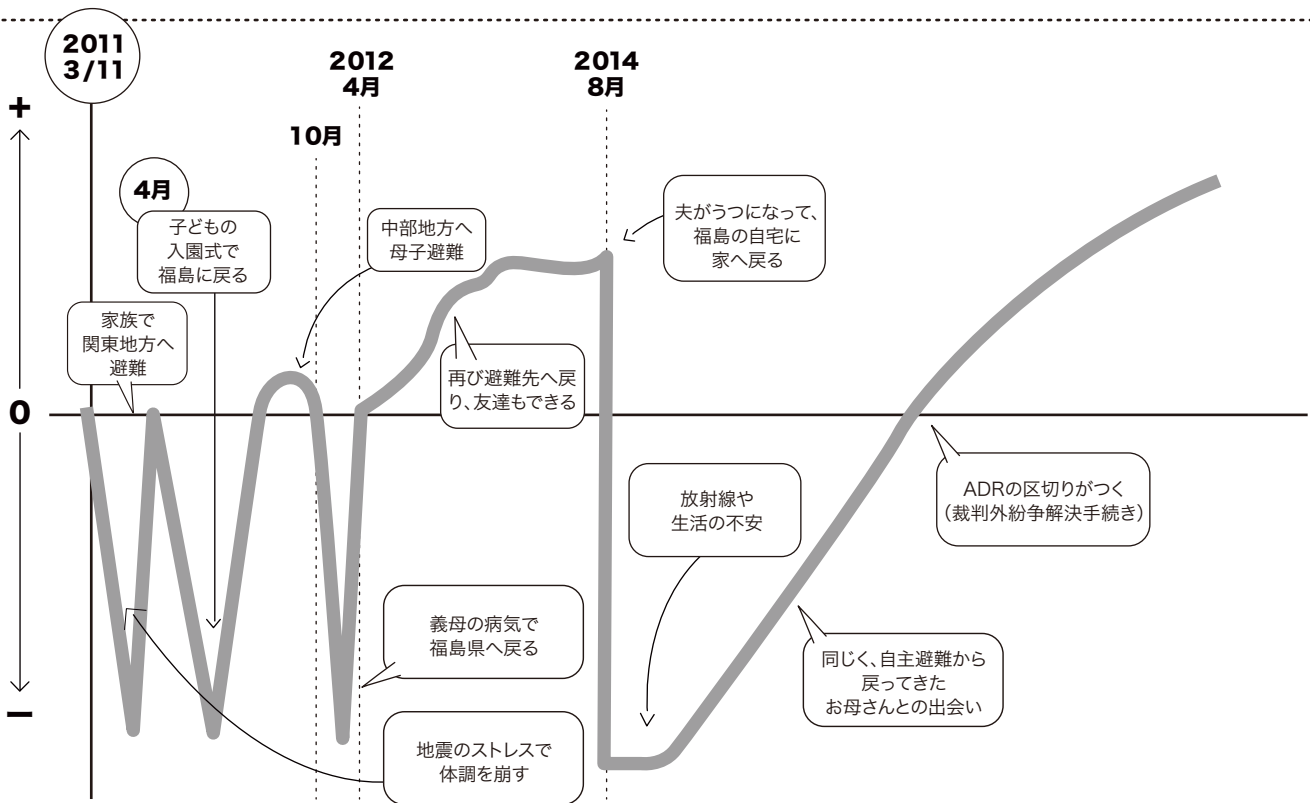 2011
3/11
2012
4月
2014
8月
+
10月
4月
子どもの
入園式で
福島に戻る
中部地方へ
母子避難
夫がうつになって、
福島の自宅に
家へ戻る
家族で
関東地方へ
避難
再び避難先へ戻
り、友達もできる
0
放射線や
生活の不安
ADRの区切りがつく
（裁判外紛争解決手続き）
義母の病気で
福島県へ戻る
同じく、自主避難から
戻ってきた
お母さんとの出会い
−
地震のストレスで
体調を崩す